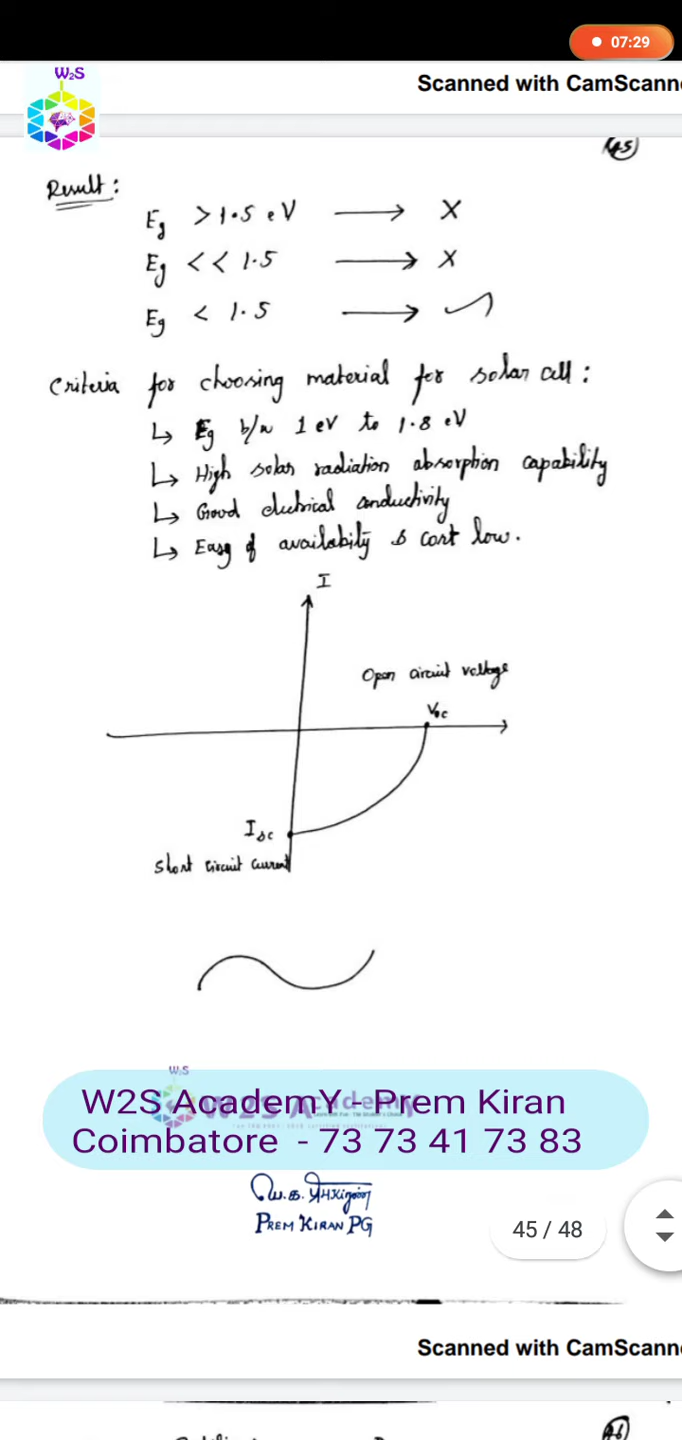 07:29
W₂S
Scanned with CamScann
45
Result :
Eg > 1.5 eV → X
Eg << 1.5 → X
Eg < 1.5 →
Criteria for choosing material for solar cell :
↳ Eg b/w 1 eV to 1.8 eV
↳ High solar radiation absorption capability
↳ Good electrical conductivity
↳ Easy of availability & cost low.
I
Open circuit voltage
Voc
Isc
Short circuit current
W2S AcademY - Prem Kiran
Coimbatore - 73 73 41 73 83
PREM KIRAN PG
45 / 48
Scanned with CamScann
46